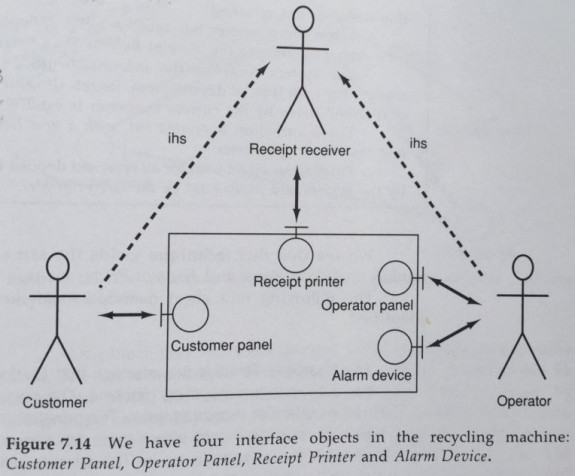 ihs
ihs
Receipt receiver
Receipt printer
Operator panel
Customer panel
Alarm device
Customer
Operator
Figure 7.14 We have four interface objects in the recycling machine:
Customer Panel, Operator Panel, Receipt Printer and Alarm Device.